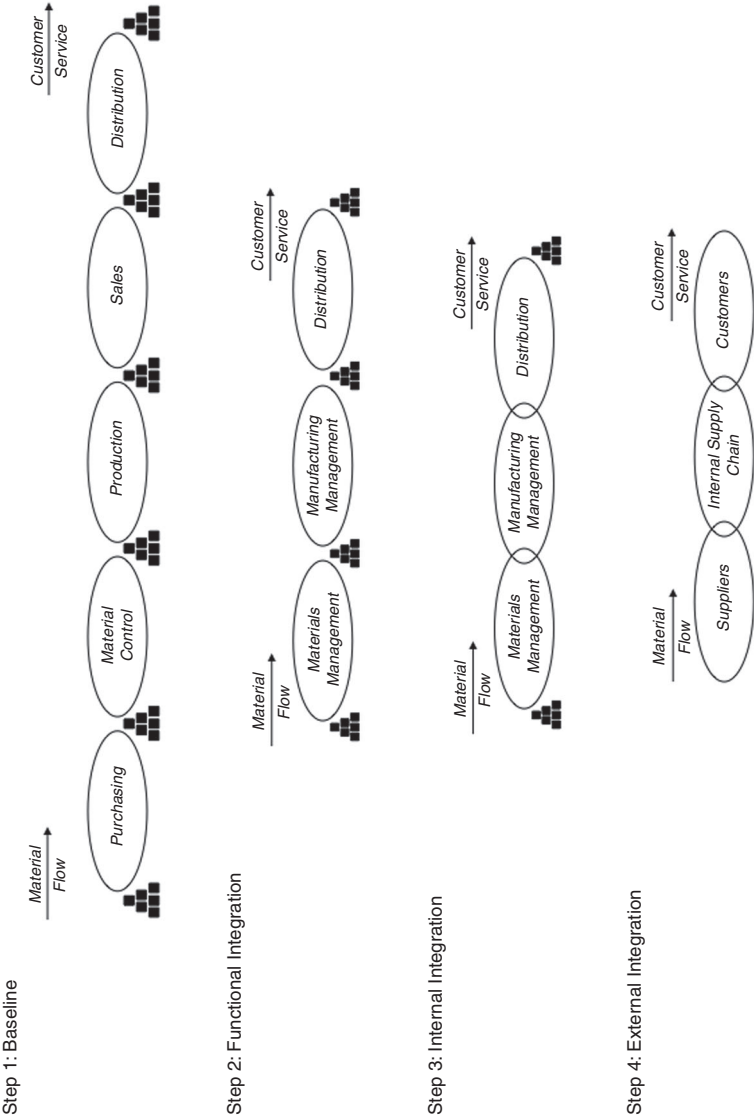 Step 1: Baseline
Material
Flow
Customer
Service
Purchasing
Material
Control
Production
Sales
Distribution
Step 2: Functional Integration
Material
Flow
Customer
Service
Materials
Management
Manufacturing
Management
Distribution
Step 3: Internal Integration
Material
Flow
Customer
Service
Materials
Management
Manufacturing
Management
Distribution
Step 4: External Integration
Material
Flow
Customer
Service
Suppliers
Internal Supply
Chain
Customers